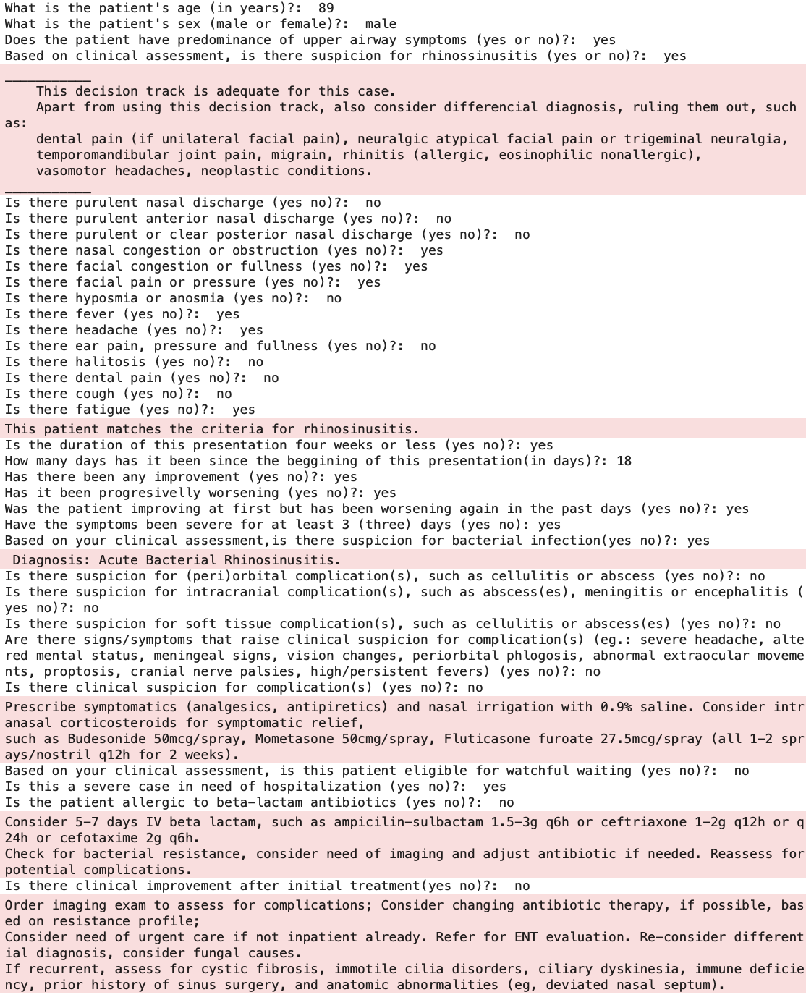 What is the patient's age (in years)?:  89
What is the patient's sex (male or female)?:  male
Does the patient have predominance of upper airway symptoms (yes or no)?:  yes
Based on clinical assessment, is there suspicion for rhinossinusitis (yes or no)?:  yes
___________
    This decision track is adequate for this case.
    Apart from using this decision track, also consider differencial diagnosis, ruling them out, such
as:
    dental pain (if unilateral facial pain), neuralgic atypical facial pain or trigeminal neuralgia,
    temporomandibular joint pain, migrain, rhinitis (allergic, eosinophilic nonallergic),
    vasomotor headaches, neoplastic conditions.
___________
Is there purulent nasal discharge (yes no)?:  no
Is there purulent anterior nasal discharge (yes no)?:  no
Is there purulent or clear posterior nasal discharge (yes no)?:  no
Is there nasal congestion or obstruction (yes no)?:  yes
Is there facial congestion or fullness (yes no)?:  yes
Is there facial pain or pressure (yes no)?:  yes
Is there hyposmia or anosmia (yes no)?:  no
Is there fever (yes no)?:  yes
Is there headache (yes no)?:  yes
Is there ear pain, pressure and fullness (yes no)?:  no
Is there halitosis (yes no)?:  no
Is there dental pain (yes no)?:  no
Is there cough (yes no)?:  no
Is there fatigue (yes no)?:  yes
This patient matches the criteria for rhinosinusitis.
Is the duration of this presentation four weeks or less (yes no)?: yes
How many days has it been since the beggining of this presentation(in days)?: 18
Has there been any improvement (yes no)?: yes
Has it been progresivelly worsening (yes no)?: yes
Was the patient improving at first but has been worsening again in the past days (yes no)?: yes
Have the symptoms been severe for at least 3 (three) days (yes no): yes
Based on your clinical assessment,is there suspicion for bacterial infection(yes no)?: yes
 Diagnosis: Acute Bacterial Rhinosinusitis.
Is there suspicion for (peri)orbital complication(s), such as cellulitis or abscess (yes no)?: no
Is there suspicion for intracranial complication(s), such as abscess(es), meningitis or encephalitis (
yes no)?: no
Is there suspicion for soft tissue complication(s), such as cellulitis or abscess(es) (yes no)?: no
Are there signs/symptoms that raise clinical suspicion for complication(s) (eg.: severe headache, alte
red mental status, meningeal signs, vision changes, periorbital phlogosis, abnormal extraocular moveme
nts, proptosis, cranial nerve palsies, high/persistent fevers) (yes no)?: no
Is there clinical suspicion for complication(s) (yes no)?: no
Prescribe symptomatics (analgesics, antipiretics) and nasal irrigation with 0.9% saline. Consider intr
anasal corticosteroids for symptomatic relief,
such as Budesonide 50mcg/spray, Mometasone 50cmg/spray, Fluticasone furoate 27.5mcg/spray (all 1-2 spr
ays/nostril q12h for 2 weeks).
Based on your clinical assessment, is this patient eligible for watchful waiting (yes no)?:  no
Is this a severe case in need of hospitalization (yes no)?:  yes
Is the patient allergic to beta-lactam antibiotics (yes no)?:  no
Consider 5-7 days IV beta lactam, such as ampicilin-sulbactam 1.5-3g q6h or ceftriaxone 1-2g q12h or q
24h or cefotaxime 2g q6h.
Check for bacterial resistance, consider need of imaging and adjust antibiotic if needed. Reassess for
potential complications.
Is there clinical improvement after initial treatment(yes no)?:  no
Order imaging exam to assess for complications; Consider changing antibiotic therapy, if possible, bas
ed on resistance profile;
Consider need of urgent care if not inpatient already. Refer for ENT evaluation. Re-consider different
ial diagnosis, consider fungal causes.
If recurrent, assess for cystic fibrosis, immotile cilia disorders, ciliary dyskinesia, immune deficie
ncy, prior history of sinus surgery, and anatomic abnormalities (eg, deviated nasal septum).